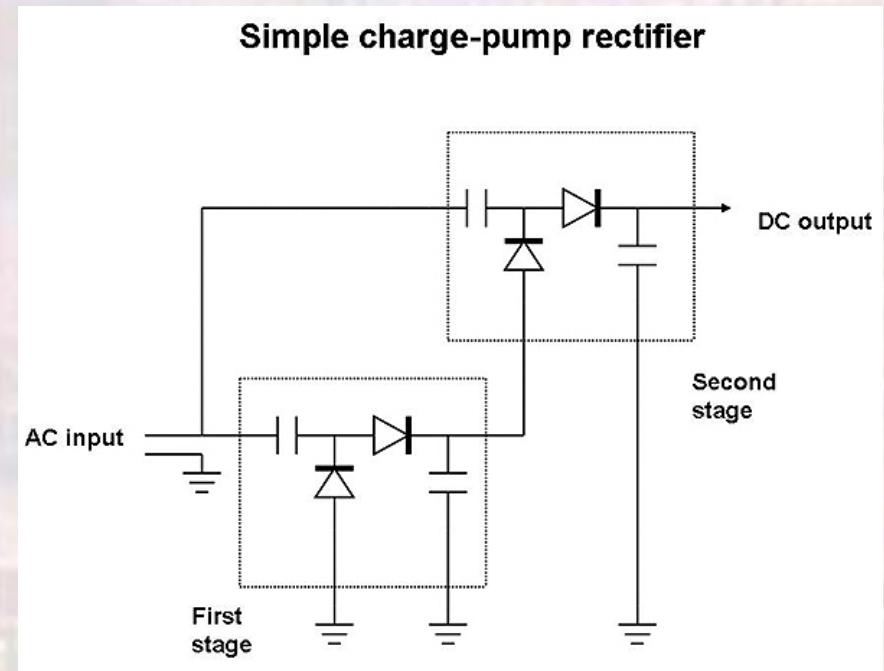 Simple charge-pump rectifier
DC output
Second
stage
AC input
First
stage